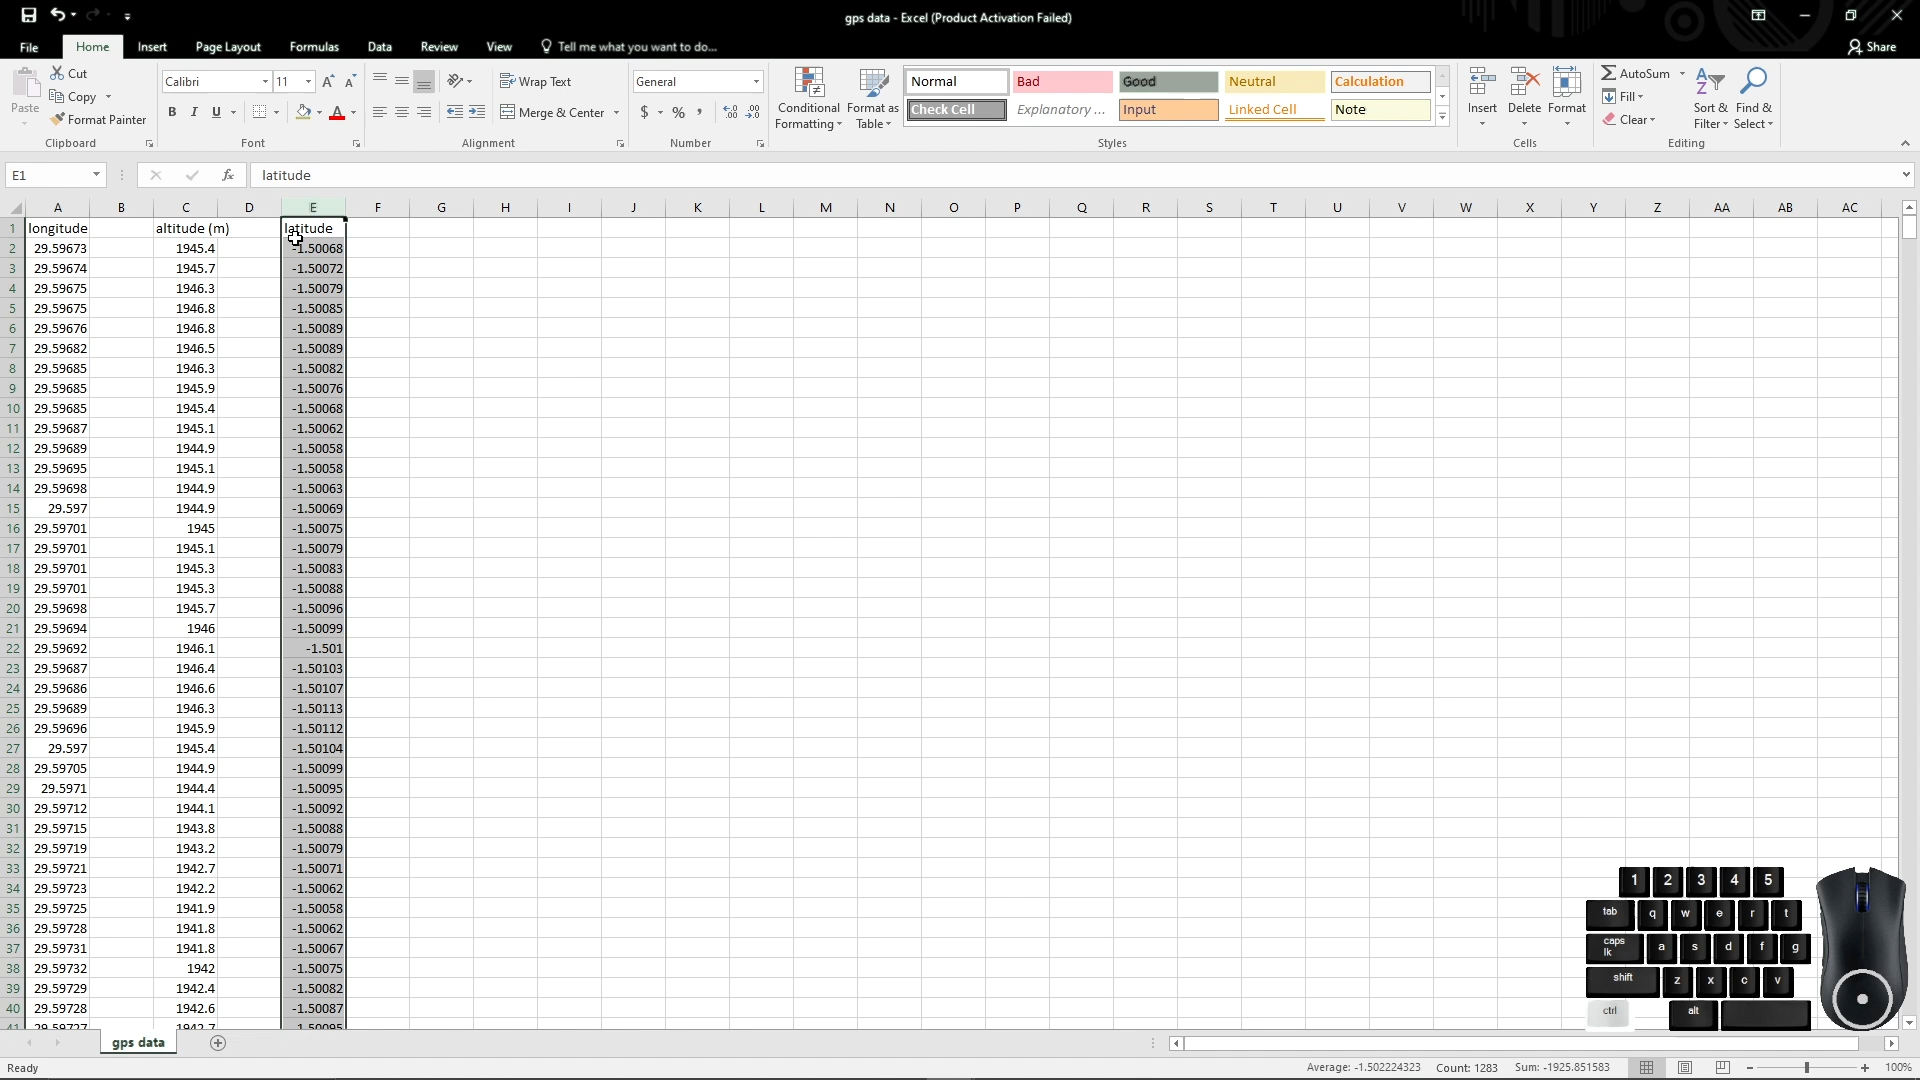 gps data - Excel (Product Activation Failed)
File Home Insert Page Layout Formulas Data Review View Tell me what you want to do... Share
Paste
Cut
Copy
Format Painter
Clipboard
Calibri 11
A A
B I U A
Font
Wrap Text
Merge & Center
Alignment
General
$ % ,
Number
Conditional Formatting
Format as Table
Normal Bad Good Neutral Calculation
Check Cell Explanatory ... Input Linked Cell Note
Styles
Insert Delete Format
Cells
AutoSum
Fill
Clear
Sort & Filter
Find & Select
Editing
E1 fx latitude
A B C D E F G H I J K L M N O P Q R S T U V W X Y Z AA AB AC
1 longitude altitude (m) latitude
2 29.59673 1945.4 -1.50068
3 29.59674 1945.7 -1.50072
4 29.59675 1946.3 -1.50079
5 29.59675 1946.8 -1.50085
6 29.59676 1946.8 -1.50089
7 29.59682 1946.5 -1.50089
8 29.59685 1946.3 -1.50082
9 29.59685 1945.9 -1.50076
10 29.59685 1945.4 -1.50068
11 29.59687 1945.1 -1.50062
12 29.59689 1944.9 -1.50058
13 29.59695 1945.1 -1.50058
14 29.59698 1944.9 -1.50063
15 29.597 1944.9 -1.50069
16 29.59701 1945 -1.50075
17 29.59701 1945.1 -1.50079
18 29.59701 1945.3 -1.50083
19 29.59701 1945.3 -1.50088
20 29.59698 1945.7 -1.50096
21 29.59694 1946 -1.50099
22 29.59692 1946.1 -1.501
23 29.59687 1946.4 -1.50103
24 29.59686 1946.6 -1.50107
25 29.59689 1946.3 -1.50113
26 29.59696 1945.9 -1.50112
27 29.597 1945.4 -1.50104
28 29.59705 1944.9 -1.50099
29 29.5971 1944.4 -1.50095
30 29.59712 1944.1 -1.50092
31 29.59715 1943.8 -1.50088
32 29.59719 1943.2 -1.50079
33 29.59721 1942.7 -1.50071
34 29.59723 1942.2 -1.50062
35 29.59725 1941.9 -1.50058
36 29.59728 1941.8 -1.50062
37 29.59731 1941.8 -1.50067
38 29.59732 1942 -1.50075
39 29.59729 1942.4 -1.50082
40 29.59728 1942.6 -1.50087
41 29.59727 1942.7 -1.50095
1 2 3 4 5
tab q w e r t
caps lk a s d f g
shift z x c v
ctrl alt
gps data
Ready Average: -1.502224323 Count: 1283 Sum: -1925.851583 100%